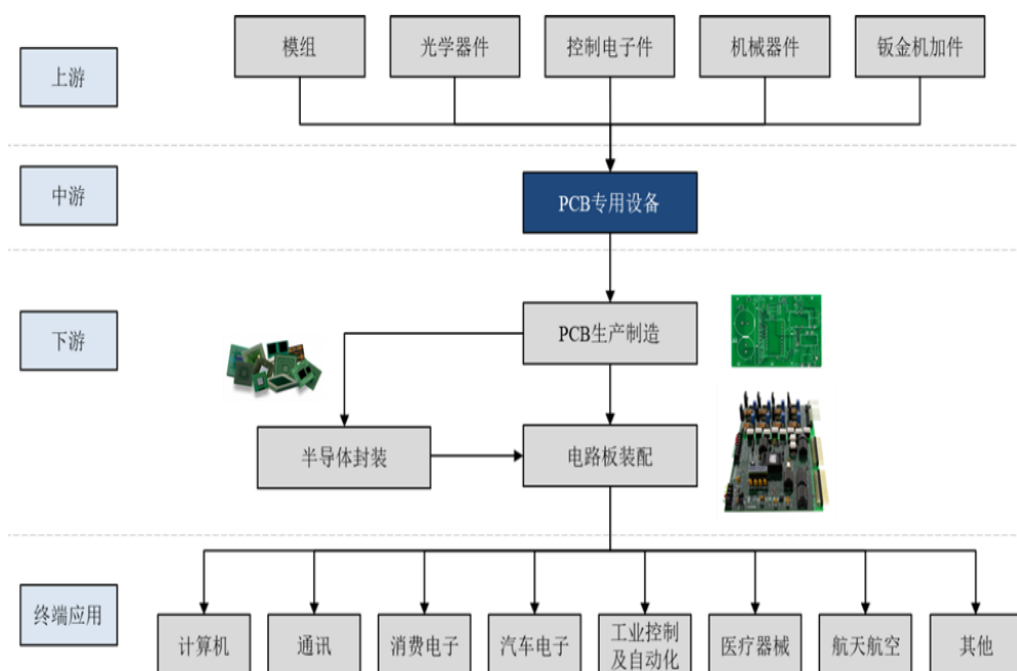 模组
光学器件
控制电子件
机械器件
钣金机加件
上游
中游
PCB专用设备
下游
PCB生产制造
半导体封装
电路板装配
终端应用
计算机
通讯
消费电子
汽车电子
工业控制
及自动化
医疗器械
航天航空
其他